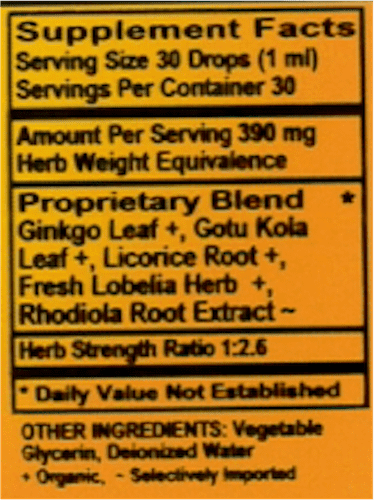 Supplement Facts
Serving Size 30 Drops (1 ml)
Servings Per Container 30
Amount Per Serving 390 mg
Herb Weight Equivalence
Proprietary Blend *
Ginkgo Leaf +, Gotu Kola
Leaf +, Licorice Root +,
Fresh Lobelia Herb +,
Rhodiola Root Extract ~
Herb Strength Ratio 1:2.6
* Daily Value Not Established
OTHER INGREDIENTS: Vegetable
Glycerin, Deionized Water
+ Organic, ~ Selectively Imported